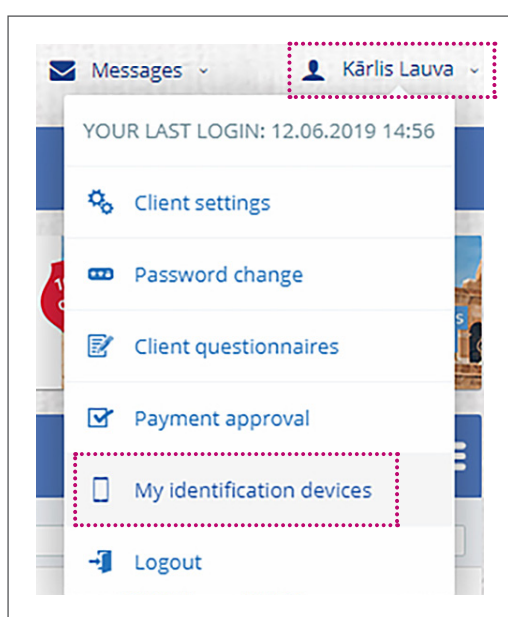 Messages
Kārlis Lauva
YOUR LAST LOGIN: 12.06.2019 14:56
Client settings
Password change
Client questionnaires
Payment approval
My identification devices
Logout